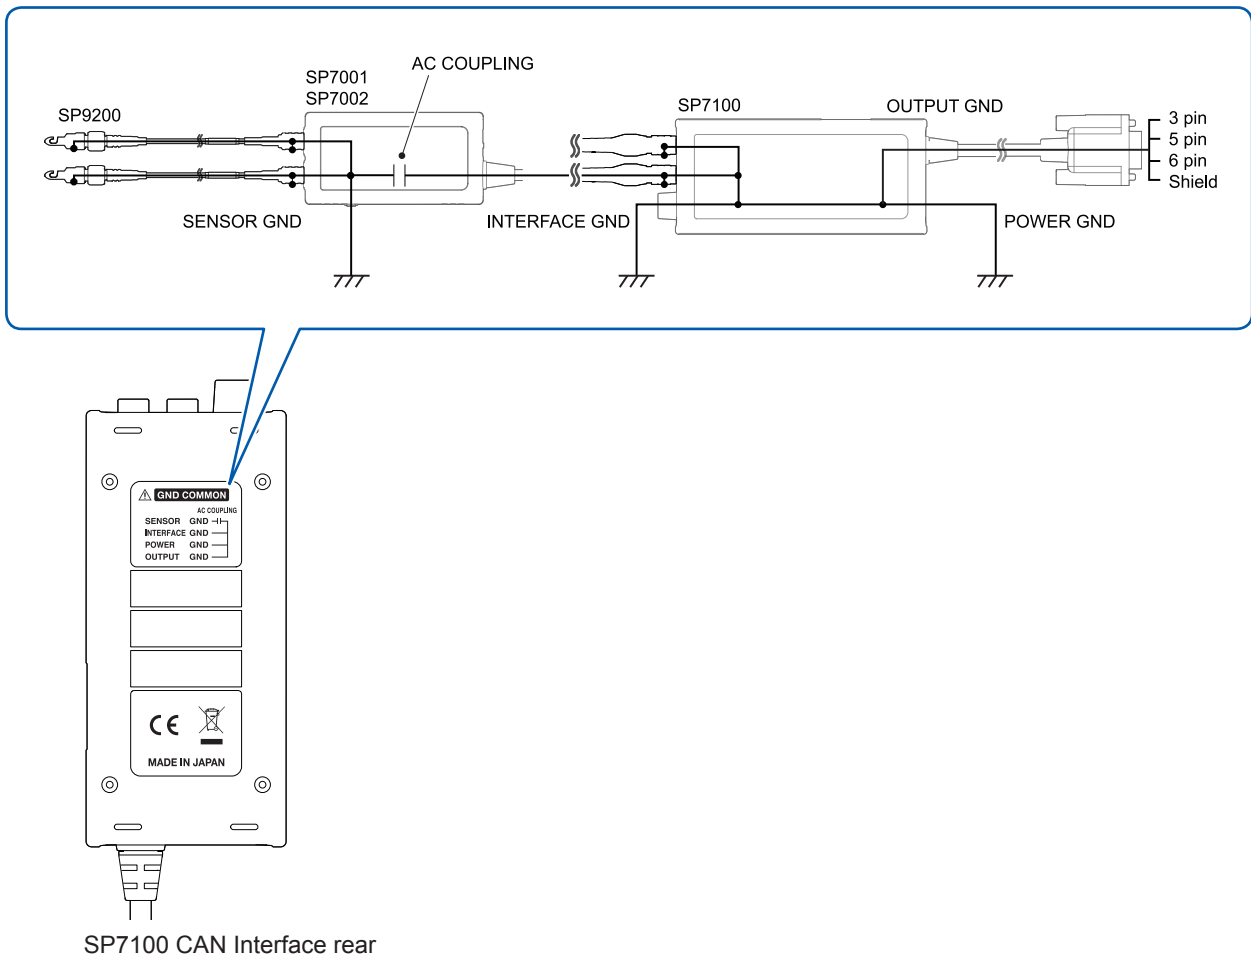 AC COUPLING
SP7001
SP7002
SP9200
SP7100
OUTPUT GND
3 pin
5 pin
6 pin
Shield
SENSOR GND
INTERFACE GND
POWER GND
GND COMMON
AC COUPLING
SENSOR GND
INTERFACE GND
POWER GND
OUTPUT GND
CE
MADE IN JAPAN
SP7100 CAN Interface rear